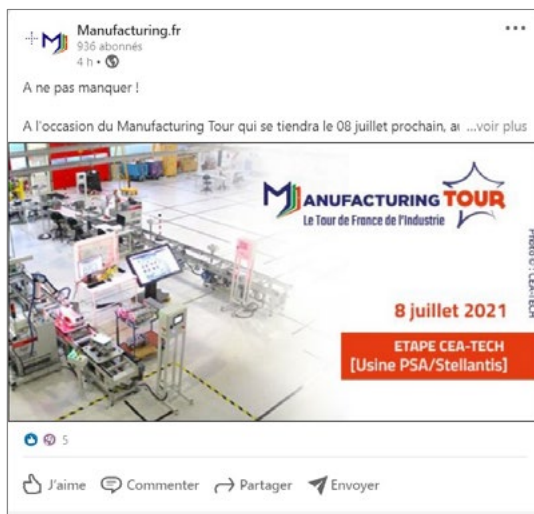 Manufacturing.fr
936 abonnés
4 h •
A ne pas manquer !
A l'occasion du Manufacturing Tour qui se tiendra le 08 juillet prochain, au ...voir plus
MANUFACTURING TOUR
Le Tour de France de l'Industrie
8 juillet 2021
ETAPE CEA-TECH
[Usine PSA/Stellantis]
5
J'aime Commenter Partager Envoyer